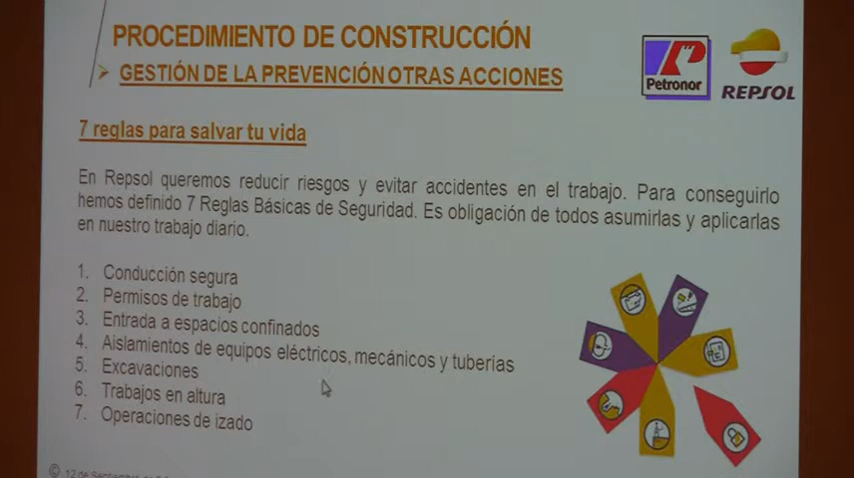 PROCEDIMIENTO DE CONSTRUCCIÓN
➤ GESTIÓN DE LA PREVENCIÓN OTRAS ACCIONES
Petronor
REPSOL
7 reglas para salvar tu vida
En Repsol queremos reducir riesgos y evitar accidentes en el trabajo. Para conseguirlo
hemos definido 7 Reglas Básicas de Seguridad. Es obligación de todos asumirlas y aplicarlas
en nuestro trabajo diario.
1. Conducción segura
2. Permisos de trabajo
3. Entrada a espacios confinados
4. Aislamientos de equipos eléctricos, mecánicos y tuberías
5. Excavaciones
6. Trabajos en altura
7. Operaciones de izado
© 12 de